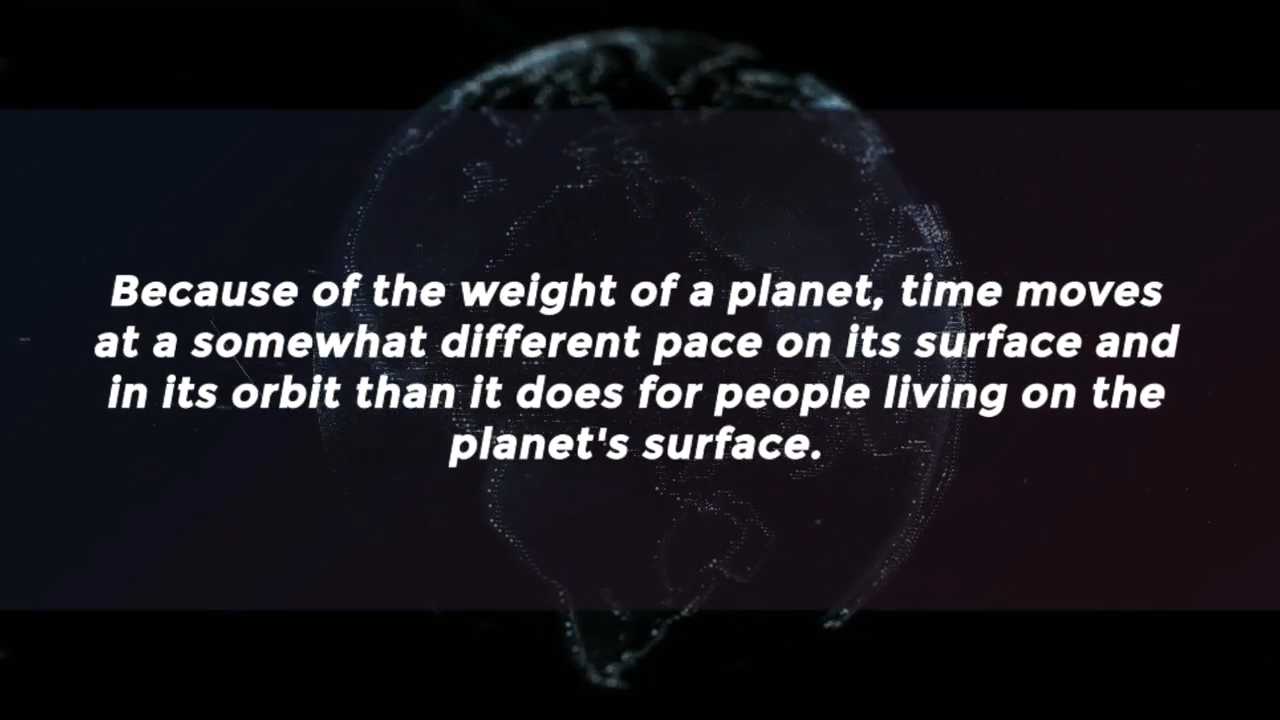 Because of the weight of a planet, time moves
at a somewhat different pace on its surface and
in its orbit than it does for people living on the
planet's surface.